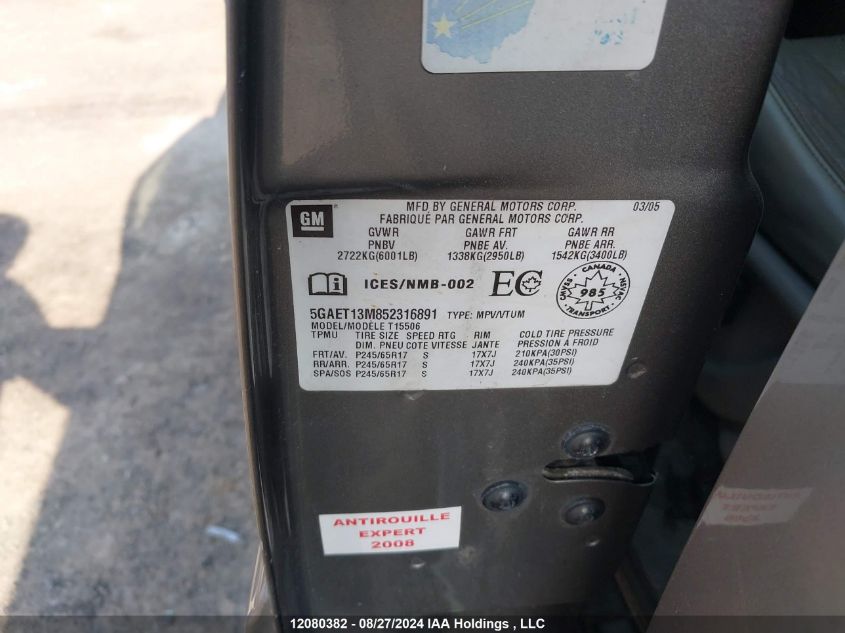 MFD BY GENERAL MOTORS CORP. 03/05
FABRIQUÉ PAR GENERAL MOTORS CORP.
GM
GVWR GAWR FRT GAWR RR
PNBV PNBE AV. PNBE ARR.
2722KG(6001LB) 1338KG(2950LB) 1542KG(3400LB)
ICES/NMB-002 EC
CANADA
985
TRANSPORT
5GAET13M852316891 TYPE: MPV/VTUM
MODEL/MODÈLE T15506
TPMU TIRE SIZE SPEED RTG RIM COLD TIRE PRESSURE
DIM. PNEU COTE VITESSE JANTE PRESSION À FROID
FRT/AV. P245/65R17 S 17X7J 210KPA(30PSI)
RR/ARR. P245/65R17 S 17X7J 240KPA(35PSI)
SPA/SOS P245/65R17 S 17X7J 240KPA(35PSI)
ANTIROUILLE
EXPERT
2008
12080382 - 08/27/2024 IAA Holdings , LLC